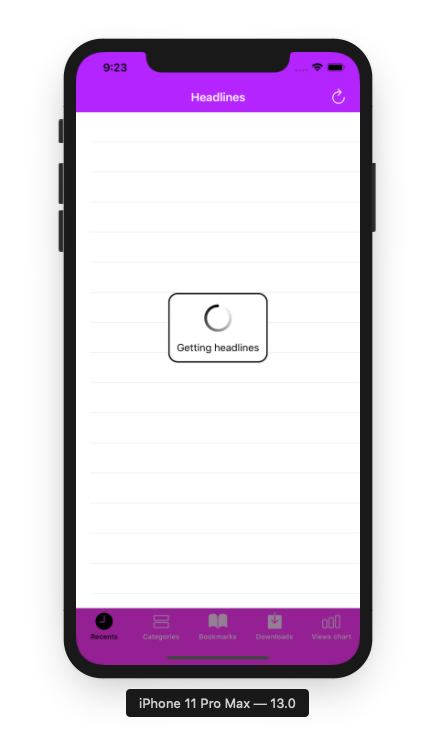 9:23
Headlines
Getting headlines
Recents Categories Bookmarks Downloads Views chart
iPhone 11 Pro Max — 13.0